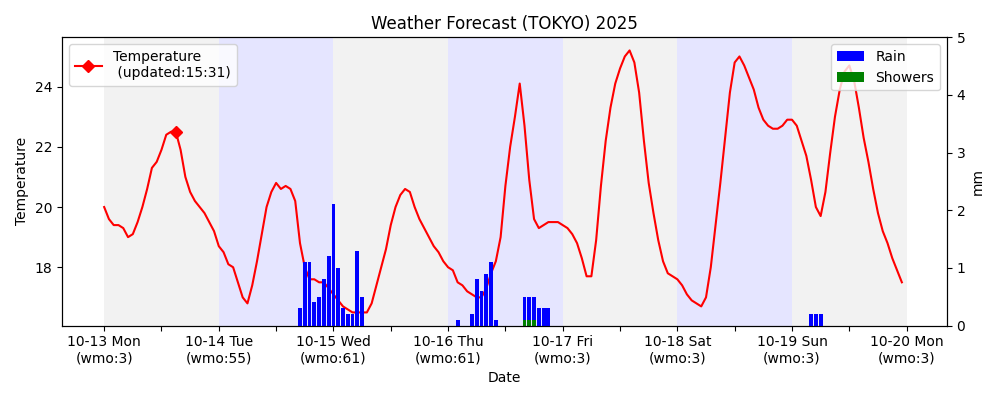 Weather Forecast (TOKYO) 2025
Temperature
(updated:15:31)
Rain
Showers
24
22
20
18
Temperature
5
4
3
2
1
0
mm
10-13 Mon
(wmo:3)
10-14 Tue
(wmo:55)
10-15 Wed
(wmo:61)
10-16 Thu
(wmo:61)
10-17 Fri
(wmo:3)
10-18 Sat
(wmo:3)
10-19 Sun
(wmo:3)
10-20 Mon
(wmo:3)
Date